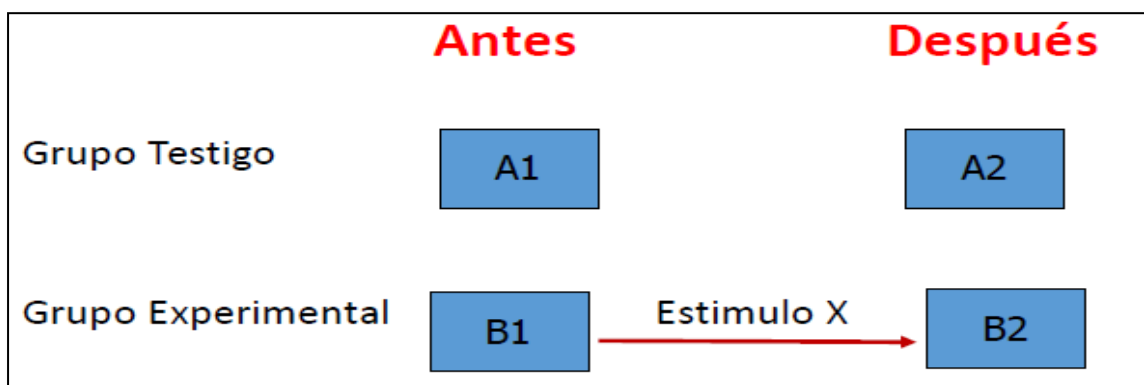 Antes Después
Grupo Testigo A1 A2
Grupo Experimental B1 Estimulo X B2